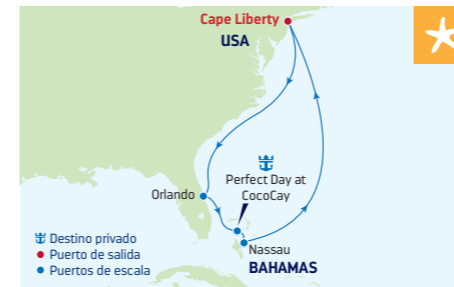 Cape Liberty
USA
Perfect Day at
CocoCay
Orlando
Nassau
BAHAMAS
Destino privado
Puerto de salida
Puertos de escala